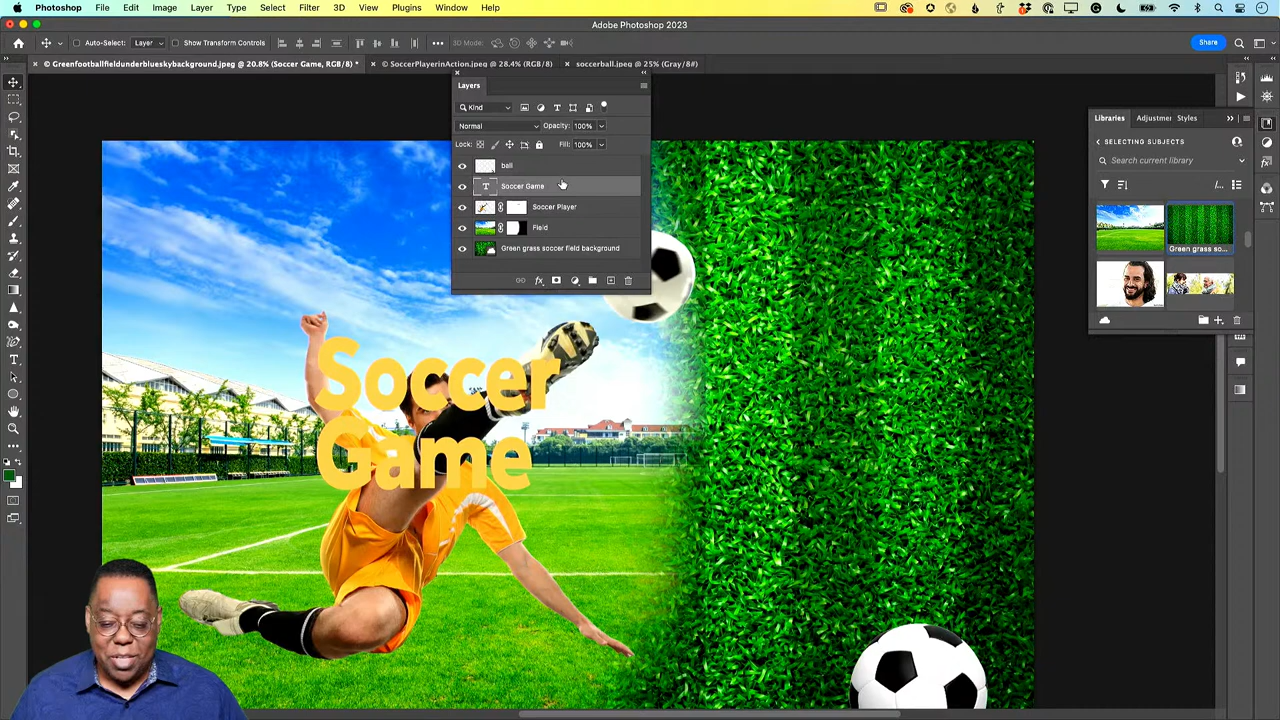 Photoshop File Edit Image Layer Type Select Filter 3D View Plugins Window Help
Adobe Photoshop 2023
Auto-Select: Layer Show Transform Controls 3D Mode: Share
Greenfootballfieldunderblueskybackground.jpeg @ 20.8% (Soccer Game, RGB/8) * SoccerPlayerinAction.jpeg @ 28.4% (RGB/8) soccerball.jpeg @ 25% (Gray/8#)
Layers
Kind
Normal Opacity: 100%
Lock: Fill: 100%
ball
Soccer Game
Soccer Player
Field
Green grass soccer field background
Libraries Adjustmer Styles
SELECTING SUBJECTS
Search current library
Green grass so...
Soccer
Game